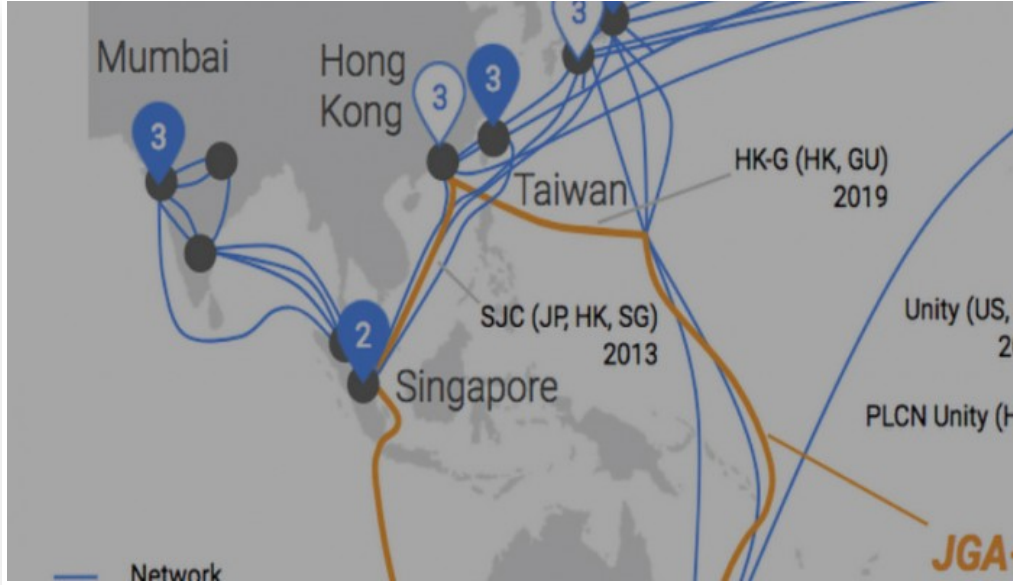 3
3
Mumbai
Hong
Kong
3
3
HK-G (HK, GU)
2019
Taiwan
SJC (JP, HK, SG)
2013
Unity (US,
2
2
Singapore
PLCN Unity (H
JGA-
Network